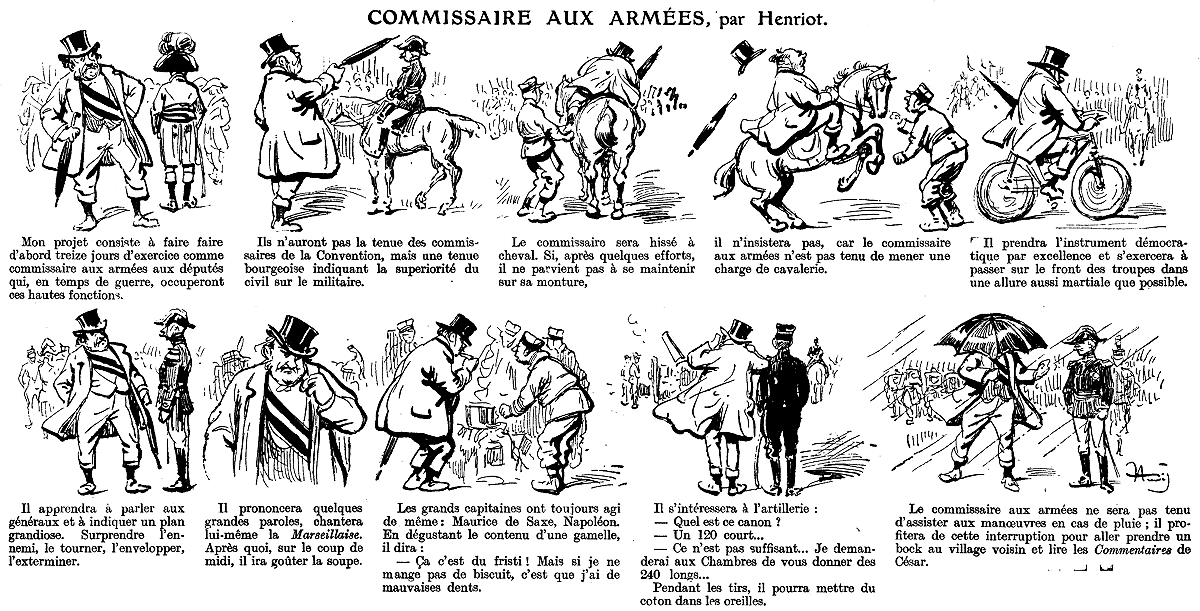 COMMISSAIRE AUX ARMÉES, par Henriot.
Mon projet consiste à faire faire
d'abord treize jours d'exercice comme
commissaire aux armées aux députés
qui, en temps de guerre, occuperont
ces hautes fonctions.
Ils n'auront pas la tenue des commis-
saires de la Convention, mais une tenue
bourgeoise indiquant la superiorité du
civil sur le militaire.
Le commissaire sera hissé à
cheval. Si, après quelques efforts,
il ne parvient pas à se maintenir
sur sa monture,
il n'insistera pas, car le commissaire
aux armées n'est pas tenu de mener une
charge de cavalerie.
Il prendra l'instrument démocra-
tique par excellence et s'exercera à
passer sur le front des troupes dans
une allure aussi martiale que possible.
Il apprendra à parler aux
généraux et à indiquer un plan
grandiose. Surprendre l'en-
nemi, le tourner, l'envelopper,
l'exterminer.
Il prononcera quelques
grandes paroles, chantera
lui-même la Marseillaise.
Après quoi, sur le coup de
midi, il ira goûter la soupe.
Les grands capitaines ont toujours agi
de même : Maurice de Saxe, Napoléon.
En dégustant le contenu d'une gamelle,
il dira :
— Ça c'est du fristi ! Mais si je ne
mange pas de biscuit, c'est que j'ai de
mauvaises dents.
Il s'intéressera à l'artillerie :
— Quel est ce canon ?
— Un 120 court...
— Ce n'est pas suffisant... Je deman-
derai aux Chambres de vous donner des
240 longs...
Pendant les tirs, il pourra mettre du
coton dans les oreilles.
Le commissaire aux armées ne sera pas tenu
d'assister aux manœuvres en cas de pluie ; il pro-
fitera de cette interruption pour aller prendre un
bock au village voisin et lire les Commentaires de
César.